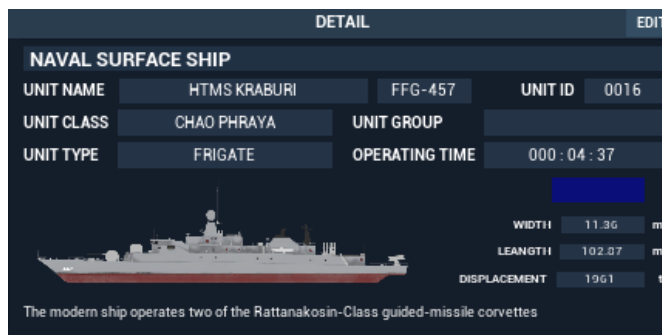 DETAIL EDIT
NAVAL SURFACE SHIP
UNIT NAME HTMS KRABURI FFG-457 UNIT ID 0016
UNIT CLASS CHAO PHRAYA UNIT GROUP
UNIT TYPE FRIGATE OPERATING TIME 000 : 04 : 37
WIDTH 11.36 m
LEANGTH 102.87 m
DISPLACEMENT 1961 t
The modern ship operates two of the Rattanakosin-Class guided-missile corvettes